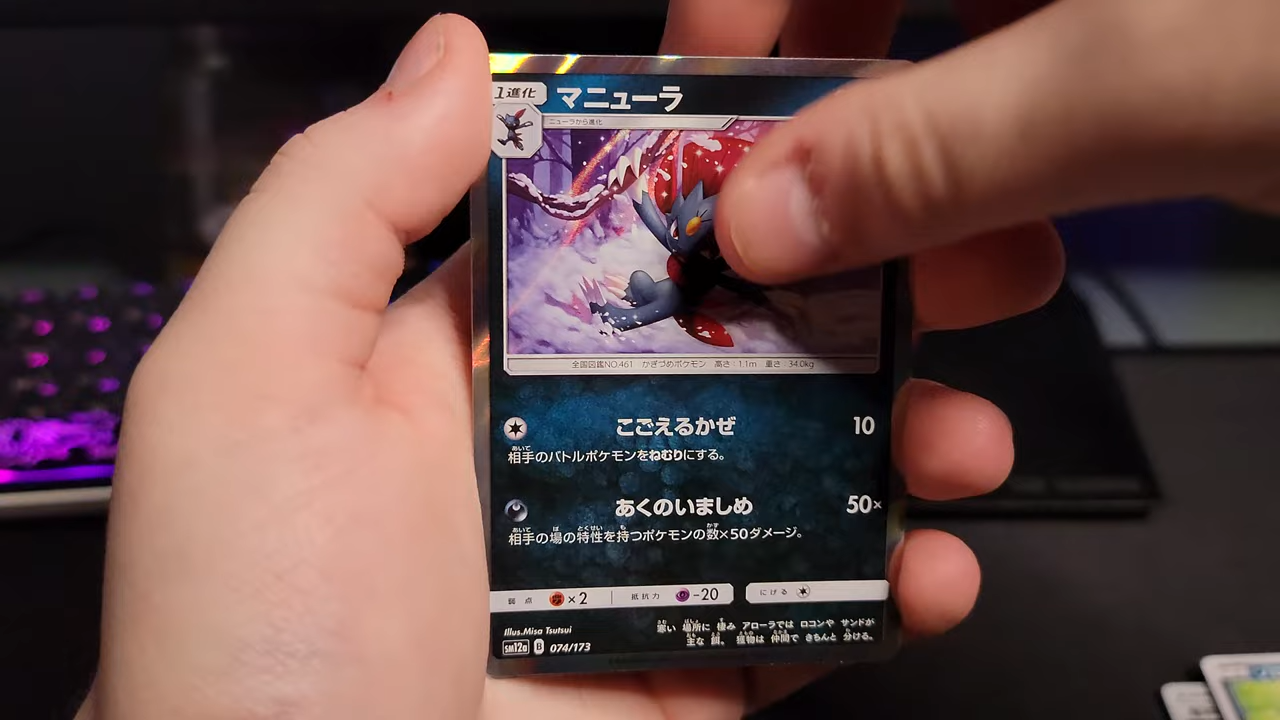 1進化 マニューラ
ニューラから進化
全国図鑑NO.461 かぎづめポケモン 高さ:1.1m 重さ:34.0kg
こごえるかぜ 10
相手のバトルポケモンをねむりにする。
あくのいましめ 50×
相手の場の特性を持つポケモンの数×50ダメージ。
弱点 ×2 抵抗力 -20 にげる
Illus.Misa Tsutsui
寒い 場所に 棲み アローラでは ロコンや サンドが
主な 餌。 獲物は 仲間で きちんと 分ける。
SM12a B 074/173